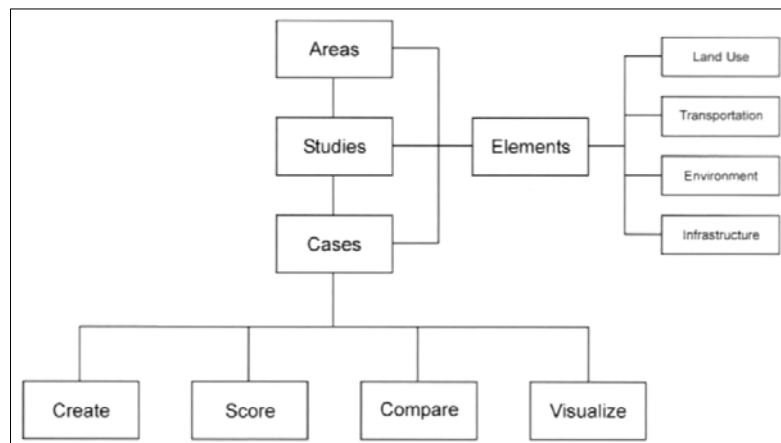 Areas
Land Use
Transportation
Studies
Elements
Environment
Infrastructure
Cases
Create
Score
Compare
Visualize